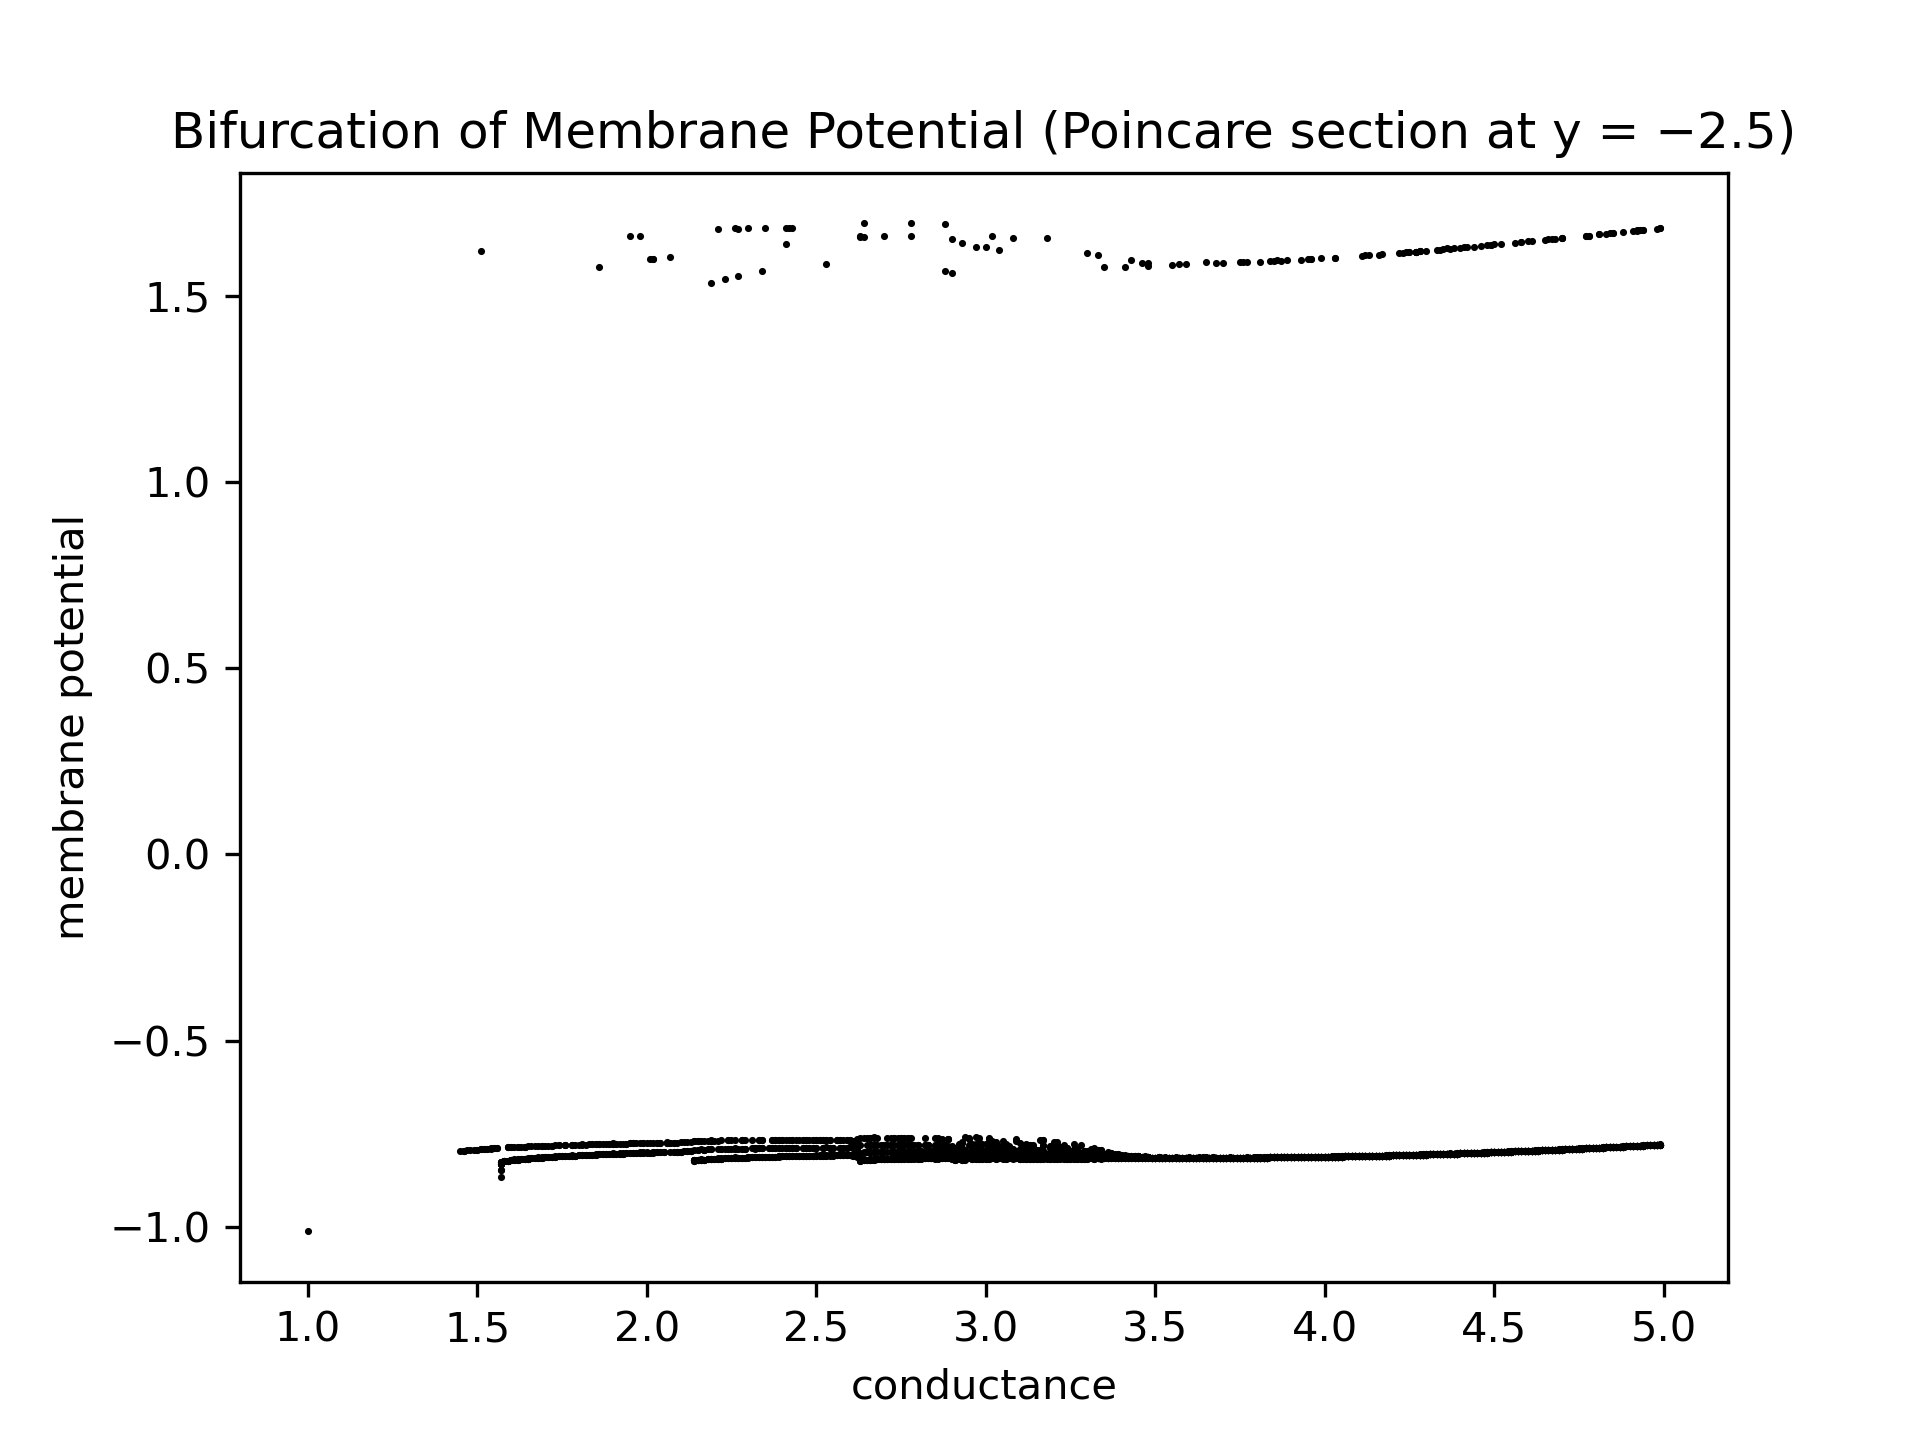 Bifurcation of Membrane Potential (Poincare section at y = −2.5)
membrane potential
1.5
1.0
0.5
0.0
−0.5
−1.0
1.0 1.5 2.0 2.5 3.0 3.5 4.0 4.5 5.0
conductance